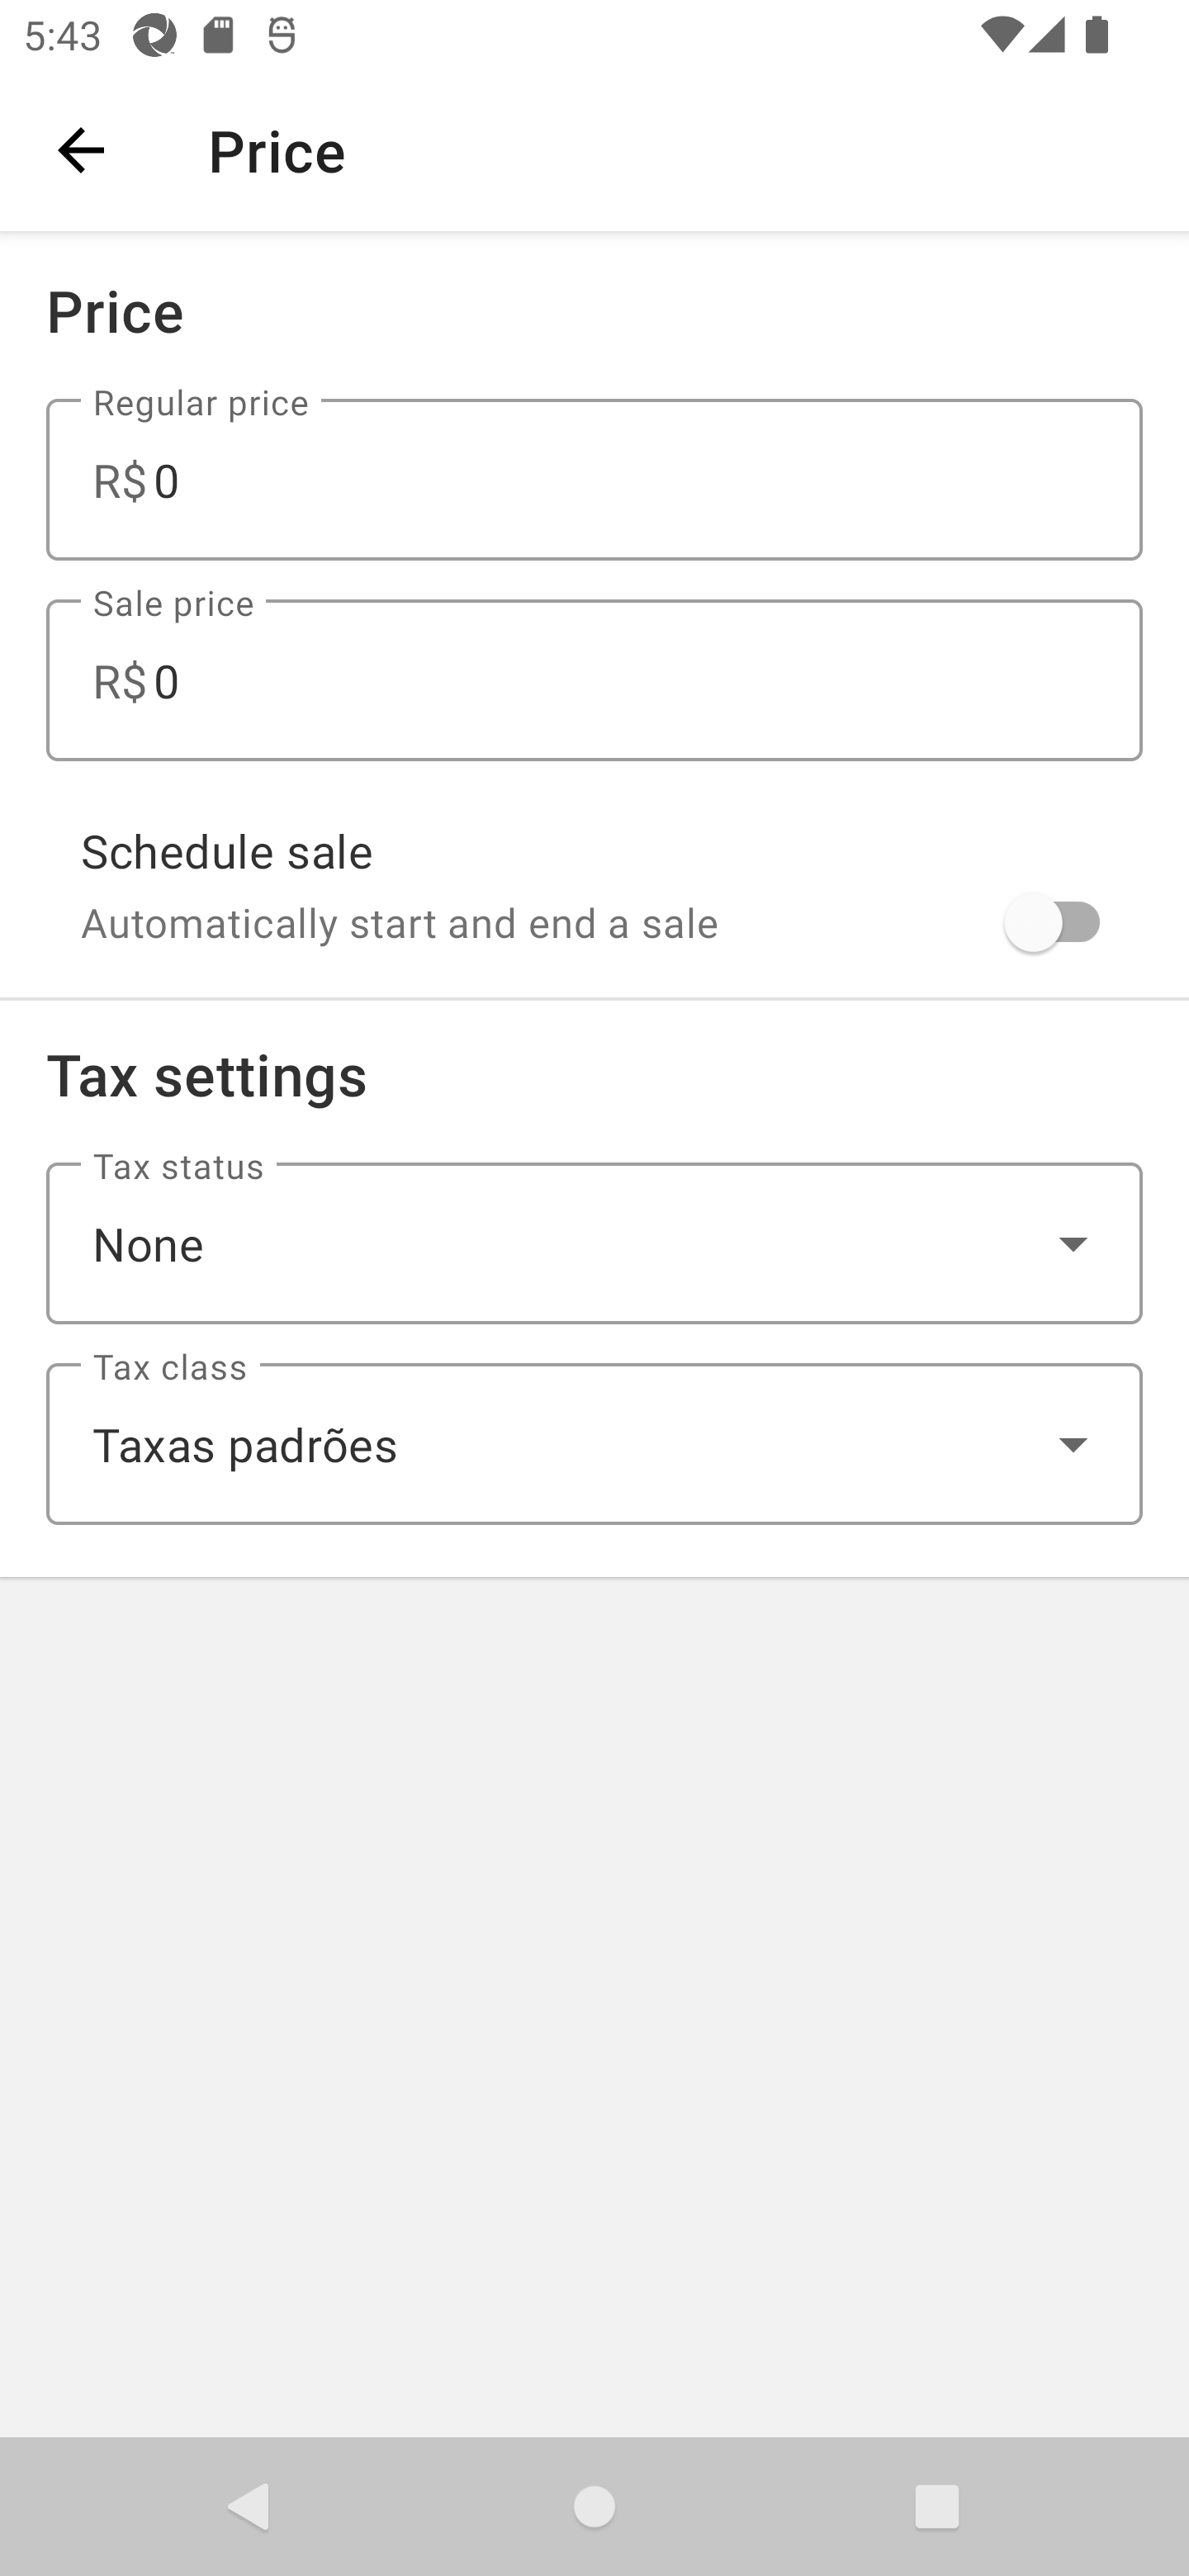 5:43
Price
Price
Regular price
R$ 0
Sale price
R$ 0
Schedule sale
Automatically start and end a sale
Tax settings
Tax status
None
Tax class
Taxas padrões